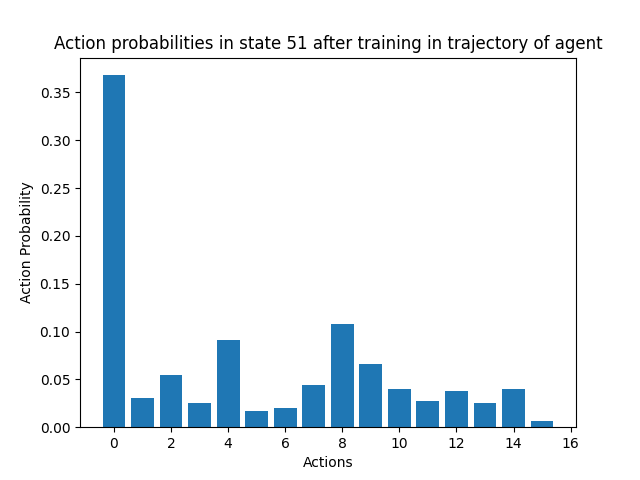 Action probabilities in state 51 after training in trajectory of agent
0.35
0.30
0.25
0.20
0.15
0.10
0.05
0.00
Action Probability
0 2 4 6 8 10 12 14 16
Actions